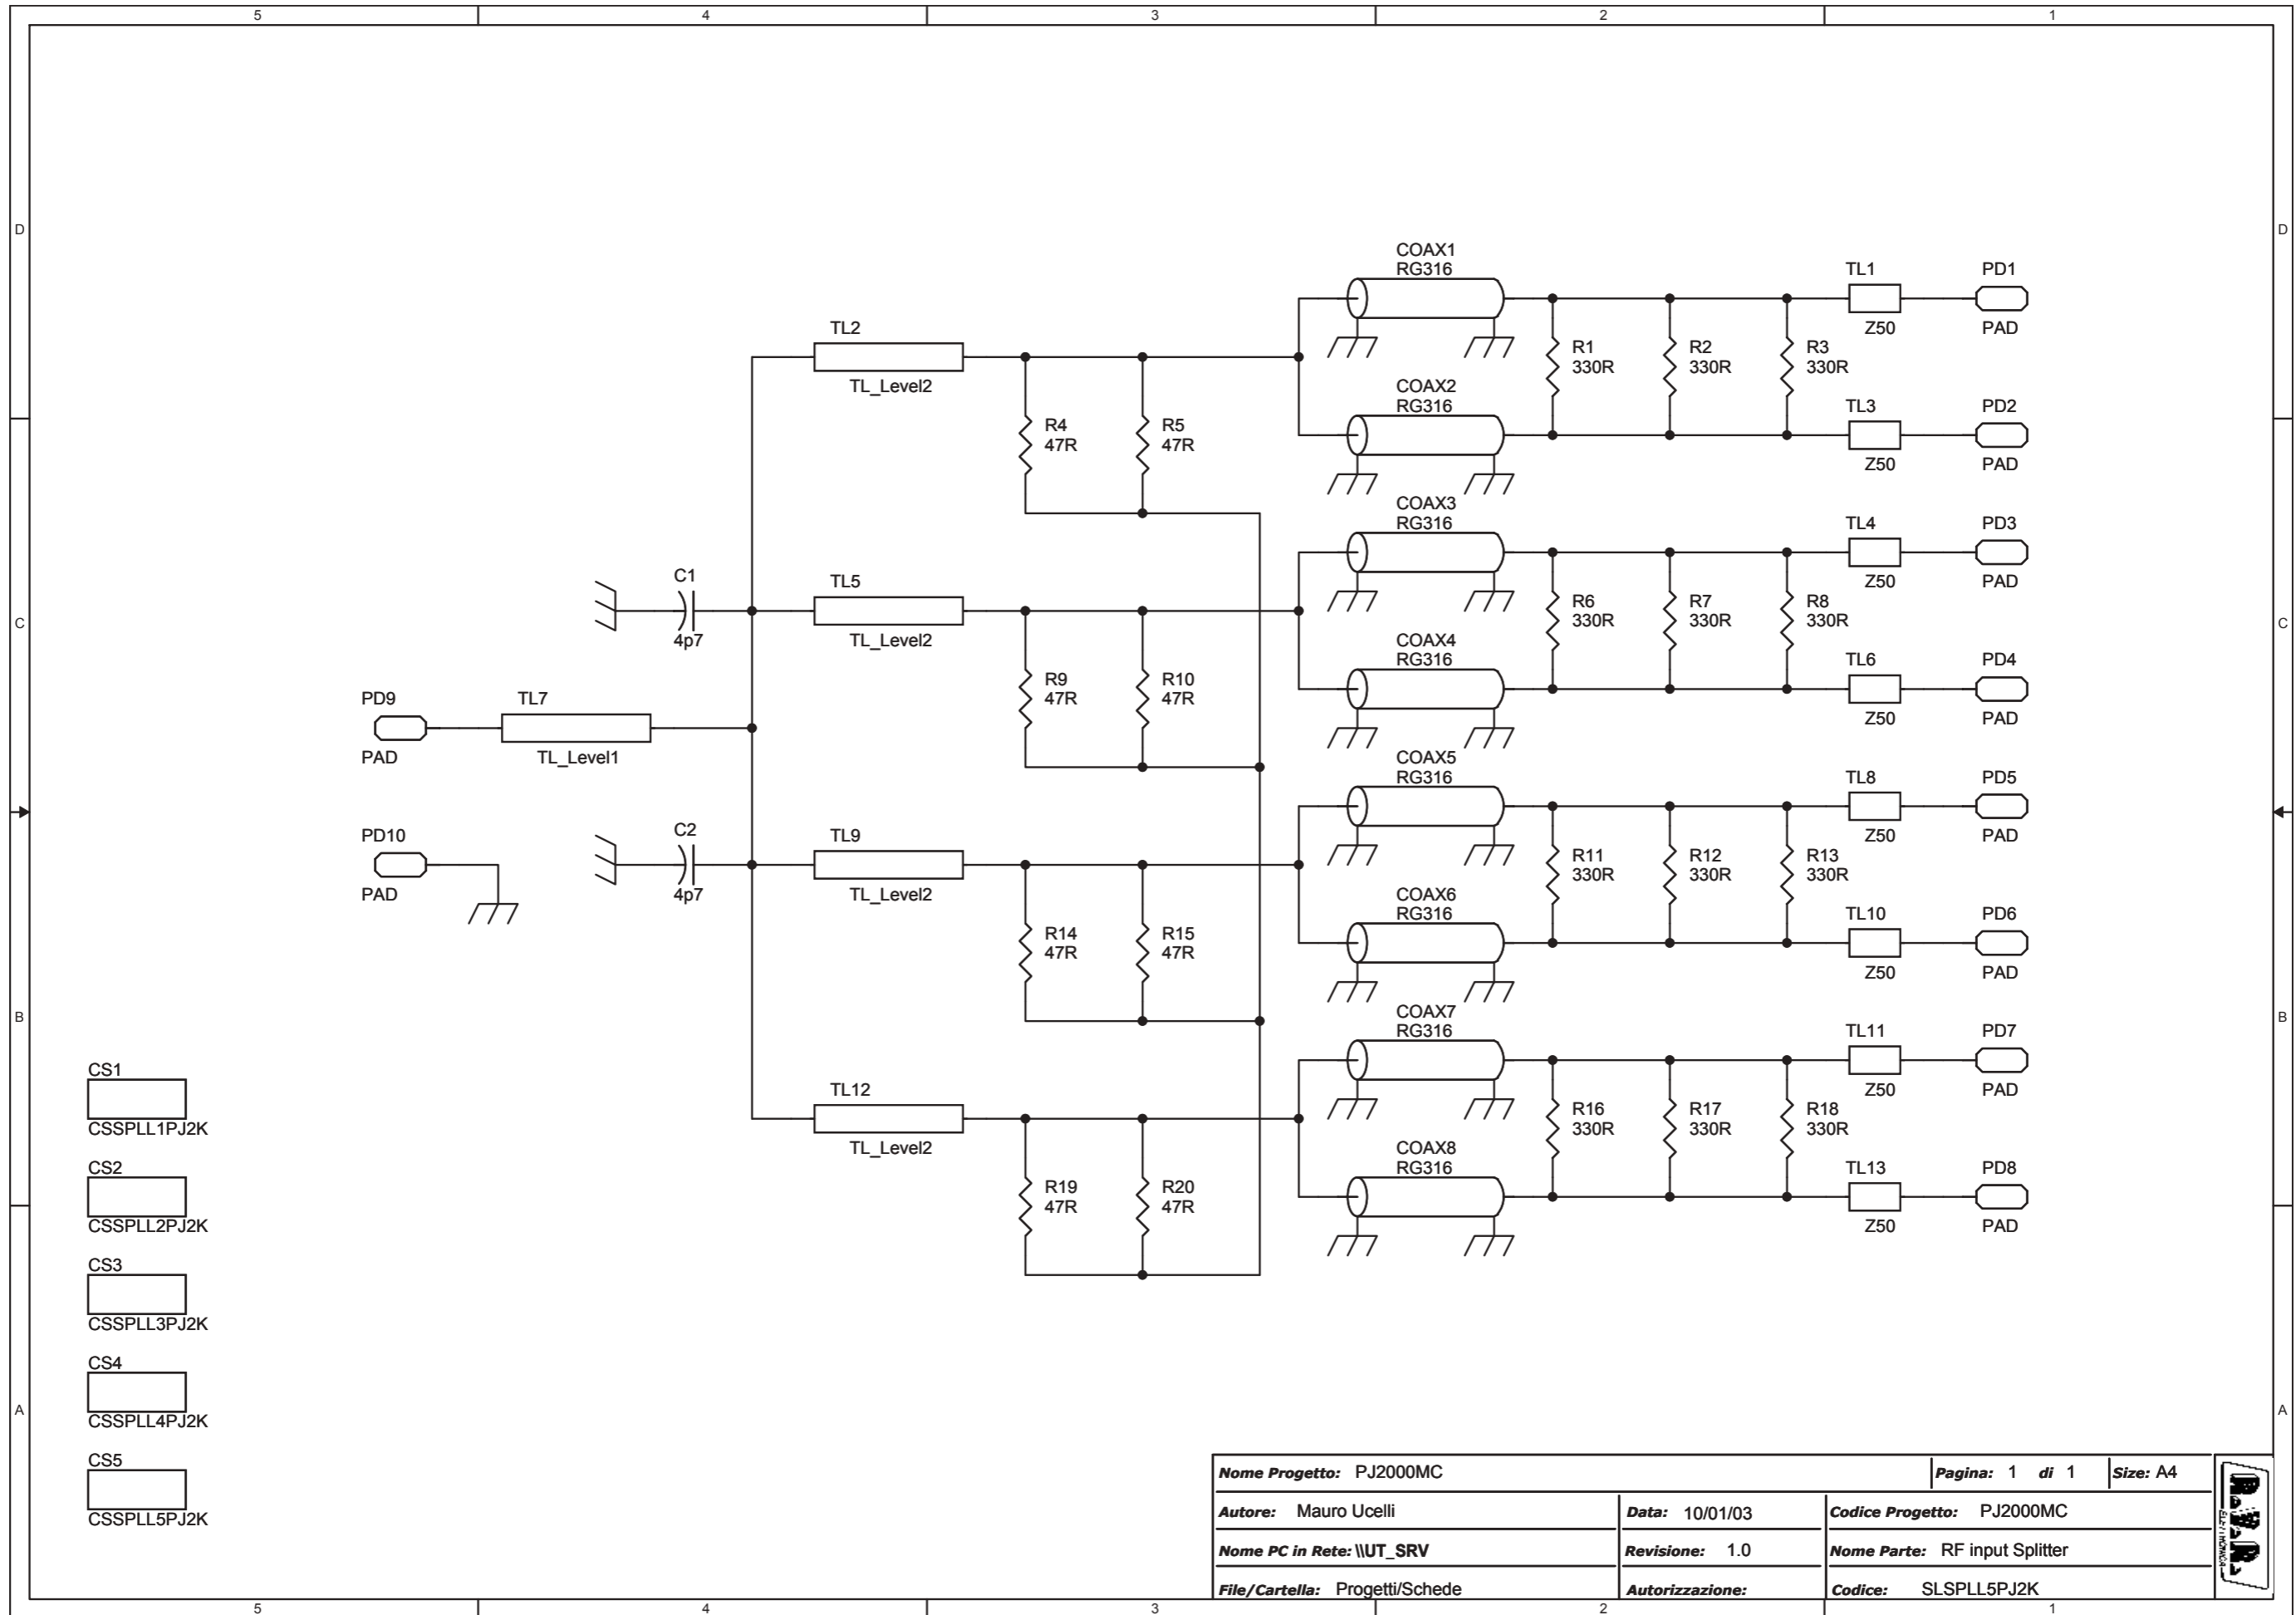 5 4 3 2 1
D D
C C
B B
A A
COAX1
RG316
TL1 PD1
Z50 PAD
R1
330R
R2
330R
R3
330R
TL2
TL_Level2
COAX2
RG316
TL3 PD2
Z50 PAD
R4
47R
R5
47R
COAX3
RG316
TL4 PD3
Z50 PAD
C1
4p7
TL5
TL_Level2
R6
330R
R7
330R
R8
330R
COAX4
RG316
TL6 PD4
Z50 PAD
R9
47R
R10
47R
PD9 TL7
PAD TL_Level1
COAX5
RG316
TL8 PD5
Z50 PAD
PD10
PAD
C2
4p7
TL9
TL_Level2
R11
330R
R12
330R
R13
330R
COAX6
RG316
TL10 PD6
Z50 PAD
R14
47R
R15
47R
COAX7
RG316
TL11 PD7
Z50 PAD
TL12
TL_Level2
R16
330R
R17
330R
R18
330R
COAX8
RG316
TL13 PD8
Z50 PAD
R19
47R
R20
47R
CS1
CSSPLL1PJ2K
CS2
CSSPLL2PJ2K
CS3
CSSPLL3PJ2K
CS4
CSSPLL4PJ2K
CS5
CSSPLL5PJ2K
Nome Progetto: PJ2000MC Pagina: 1 di 1 Size: A4
Autore: Mauro Ucelli Data: 10/01/03 Codice Progetto: PJ2000MC
Nome PC in Rete: \\UT_SRV Revisione: 1.0 Nome Parte: RF input Splitter
File/Cartella: Progetti/Schede Autorizzazione: Codice: SLSPLL5PJ2K
R.V.R.
5 4 3 2 1